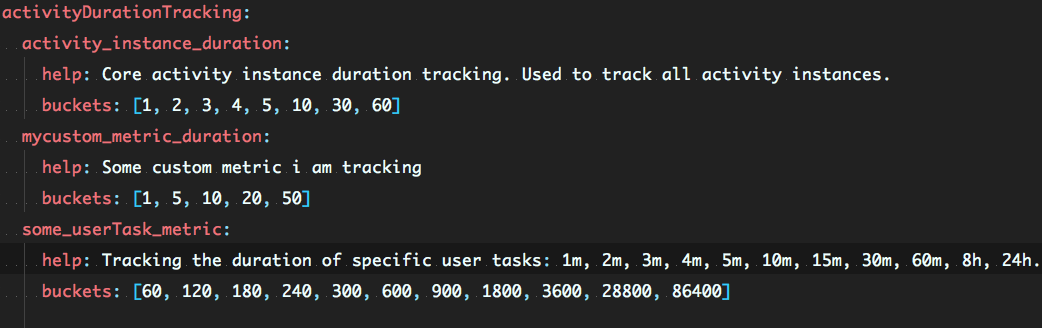 activityDurationTracking:
activity_instance_duration:
help: Core activity instance duration tracking. Used to track all activity instances.
buckets: [1, 2, 3, 4, 5, 10, 30, 60]
mycustom_metric_duration:
help: Some custom metric i am tracking
buckets: [1, 5, 10, 20, 50]
some_userTask_metric:
help: Tracking the duration of specific user tasks: 1m, 2m, 3m, 4m, 5m, 10m, 15m, 30m, 60m, 8h, 24h.
buckets: [60, 120, 180, 240, 300, 600, 900, 1800, 3600, 28800, 86400]